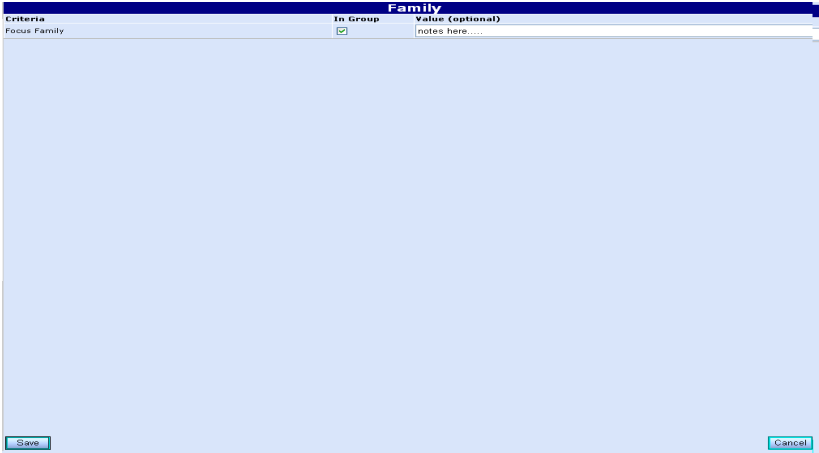 Family
Criteria In Group Value (optional)
Focus Family notes here.....
Save Cancel